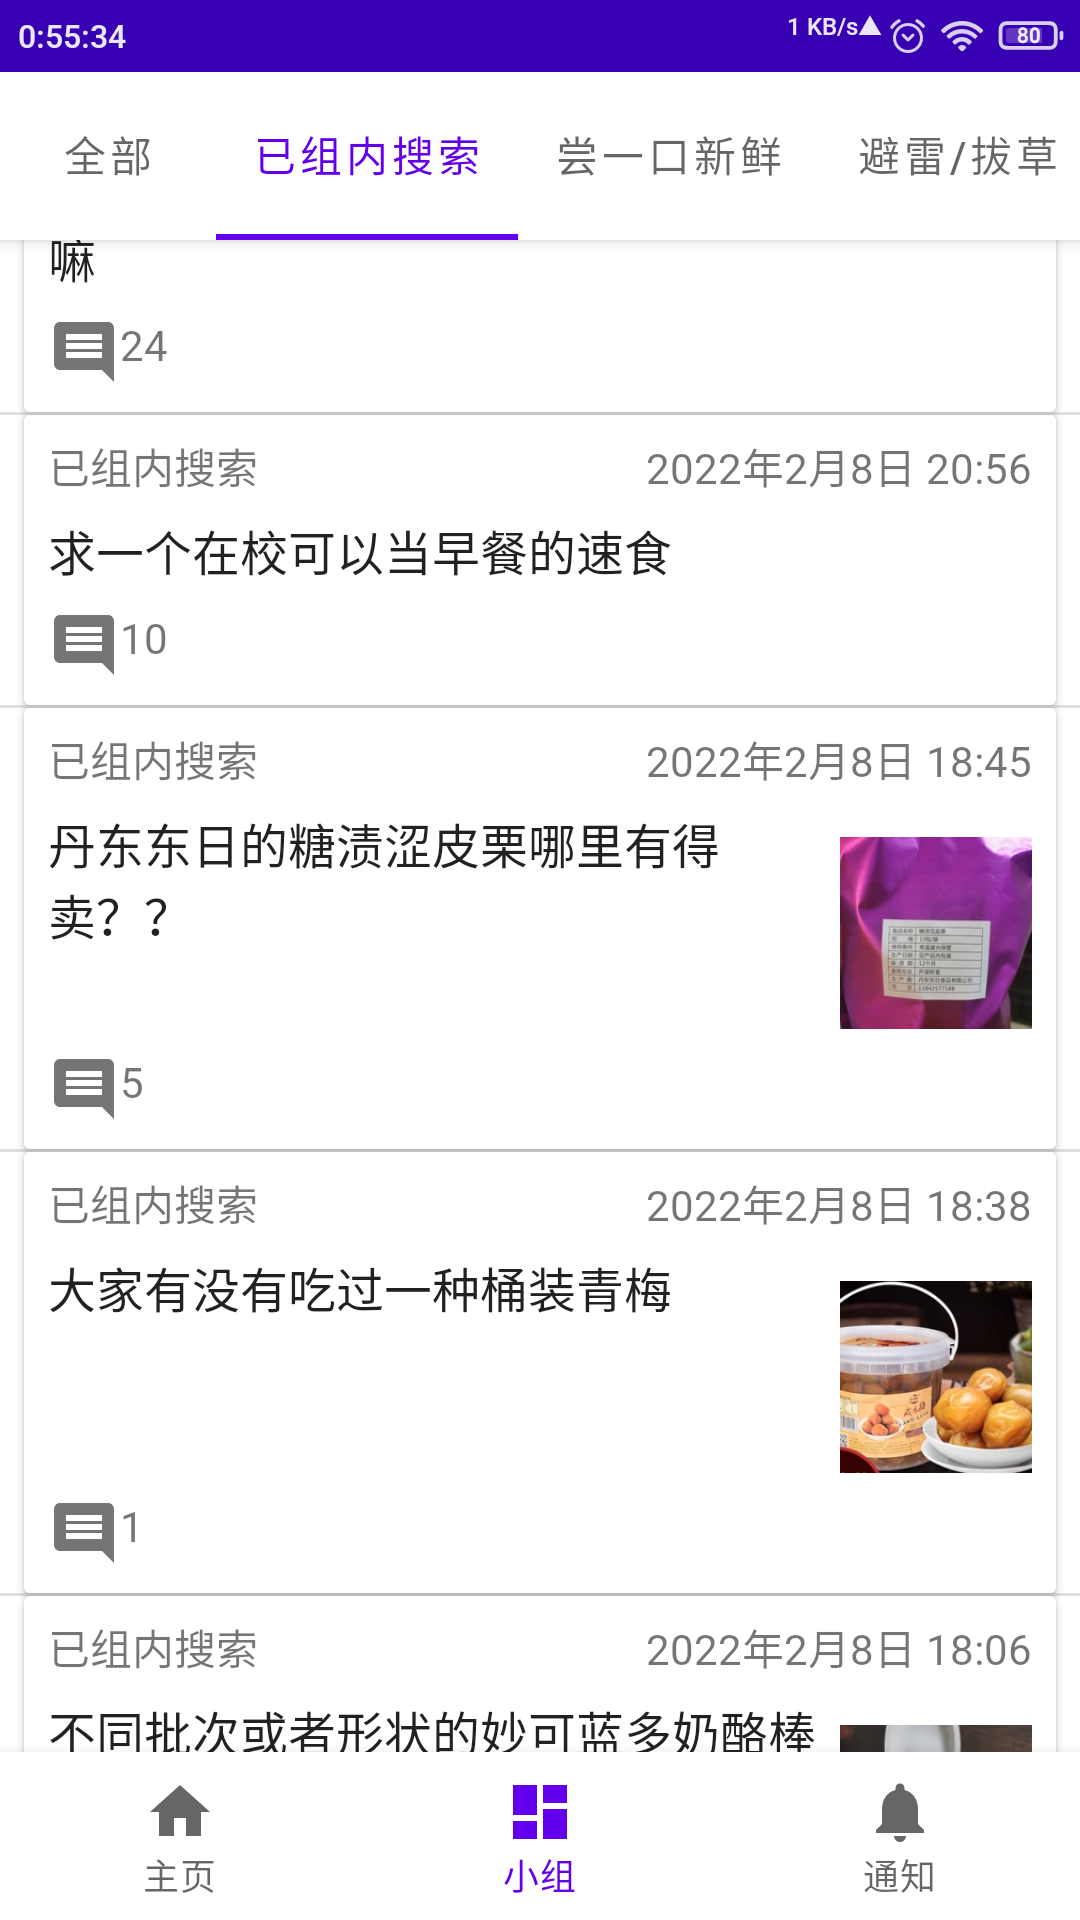 0:55:34
1 KB/s
80
全部
已组内搜索
尝一口新鲜
避雷/拔草
嘛
24
已组内搜索
2022年2月8日 20:56
求一个在校可以当早餐的速食
10
已组内搜索
2022年2月8日 18:45
丹东东日的糖渍涩皮栗哪里有得
卖？？
5
已组内搜索
2022年2月8日 18:38
大家有没有吃过一种桶装青梅
1
已组内搜索
2022年2月8日 18:06
不同批次或者形状的妙可蓝多奶酪棒
主页
小组
通知